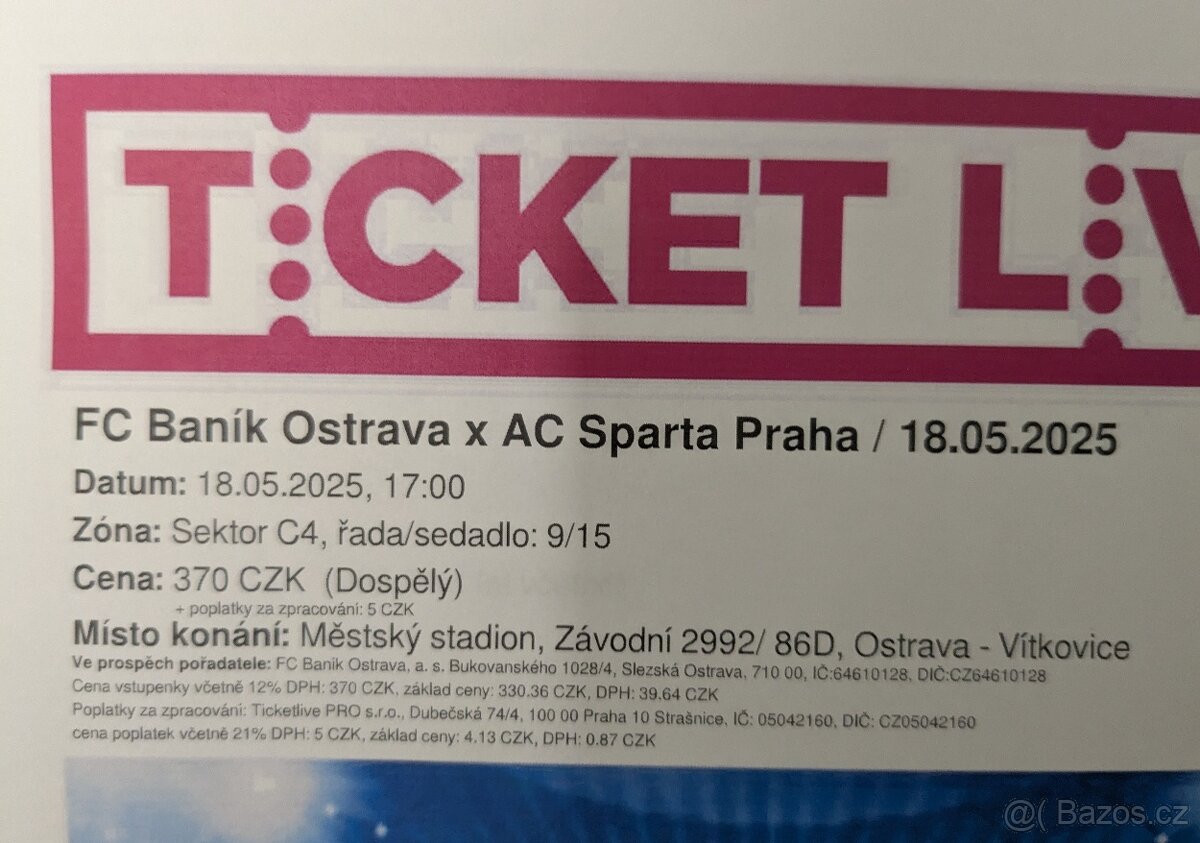 TICKET LIV
FC Baník Ostrava x AC Sparta Praha / 18.05.2025
Datum: 18.05.2025, 17:00
Zóna: Sektor C4, řada/sedadlo: 9/15
Cena: 370 CZK (Dospělý)
+ poplatky za zpracování: 5 CZK
Místo konání: Městský stadion, Závodní 2992/ 86D, Ostrava - Vítkovice
Ve prospěch pořadatele: FC Baník Ostrava, a. s. Bukovanského 1028/4, Slezská Ostrava, 710 00, IČ:64610128, DIČ:CZ64610128
Cena vstupenky včetně 12% DPH: 370 CZK, základ ceny: 330.36 CZK, DPH: 39.64 CZK
Poplatky za zpracování: Ticketlive PRO s.r.o., Dubečská 74/4, 100 00 Praha 10 Strašnice, IČ: 05042160, DIČ: CZ05042160
cena poplatek včetně 21% DPH: 5 CZK, základ ceny: 4.13 CZK, DPH: 0.87 CZK
@( Bazos.cz